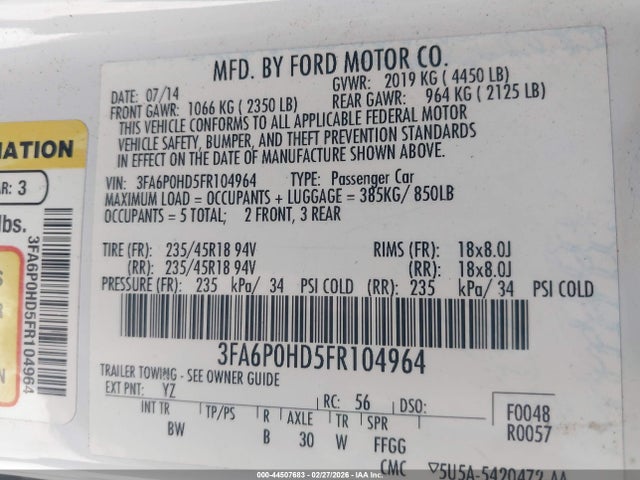 MFD. BY FORD MOTOR CO.
DATE: 07/14 GVWR: 2019 KG ( 4450 LB)
FRONT GAWR: 1066 KG ( 2350 LB) REAR GAWR: 964 KG ( 2125 LB)
THIS VEHICLE CONFORMS TO ALL APPLICABLE FEDERAL MOTOR
VEHICLE SAFETY, BUMPER, AND THEFT PREVENTION STANDARDS
IN EFFECT ON THE DATE OF MANUFACTURE SHOWN ABOVE.
VIN: 3FA6P0HD5FR104964 TYPE: Passenger Car
MAXIMUM LOAD = OCCUPANTS + LUGGAGE = 385KG/ 850LB
OCCUPANTS = 5 TOTAL; 2 FRONT, 3 REAR
TIRE (FR): 235/45R18 94V RIMS (FR): 18x8.0J
(RR): 235/45R18 94V (RR): 18x8.0J
PRESSURE (FR): 235 kPa/ 34 PSI COLD (RR): 235 kPa/ 34 PSI COLD
3FA6P0HD5FR104964
TRAILER TOWING - SEE OWNER GUIDE
EXT PNT: YZ RC: 56 DSO:
INT TR TP/PS R AXLE TR SPR
BW B 30 W FFGG
F0048
R0057
CMC 5U5A-5420472-AA
MATION
AR: 3
lbs.
3FA6P0HD5FR104964
S
R
N
000-44507683 - 02/27/2026 - IAA Holdings, LLC